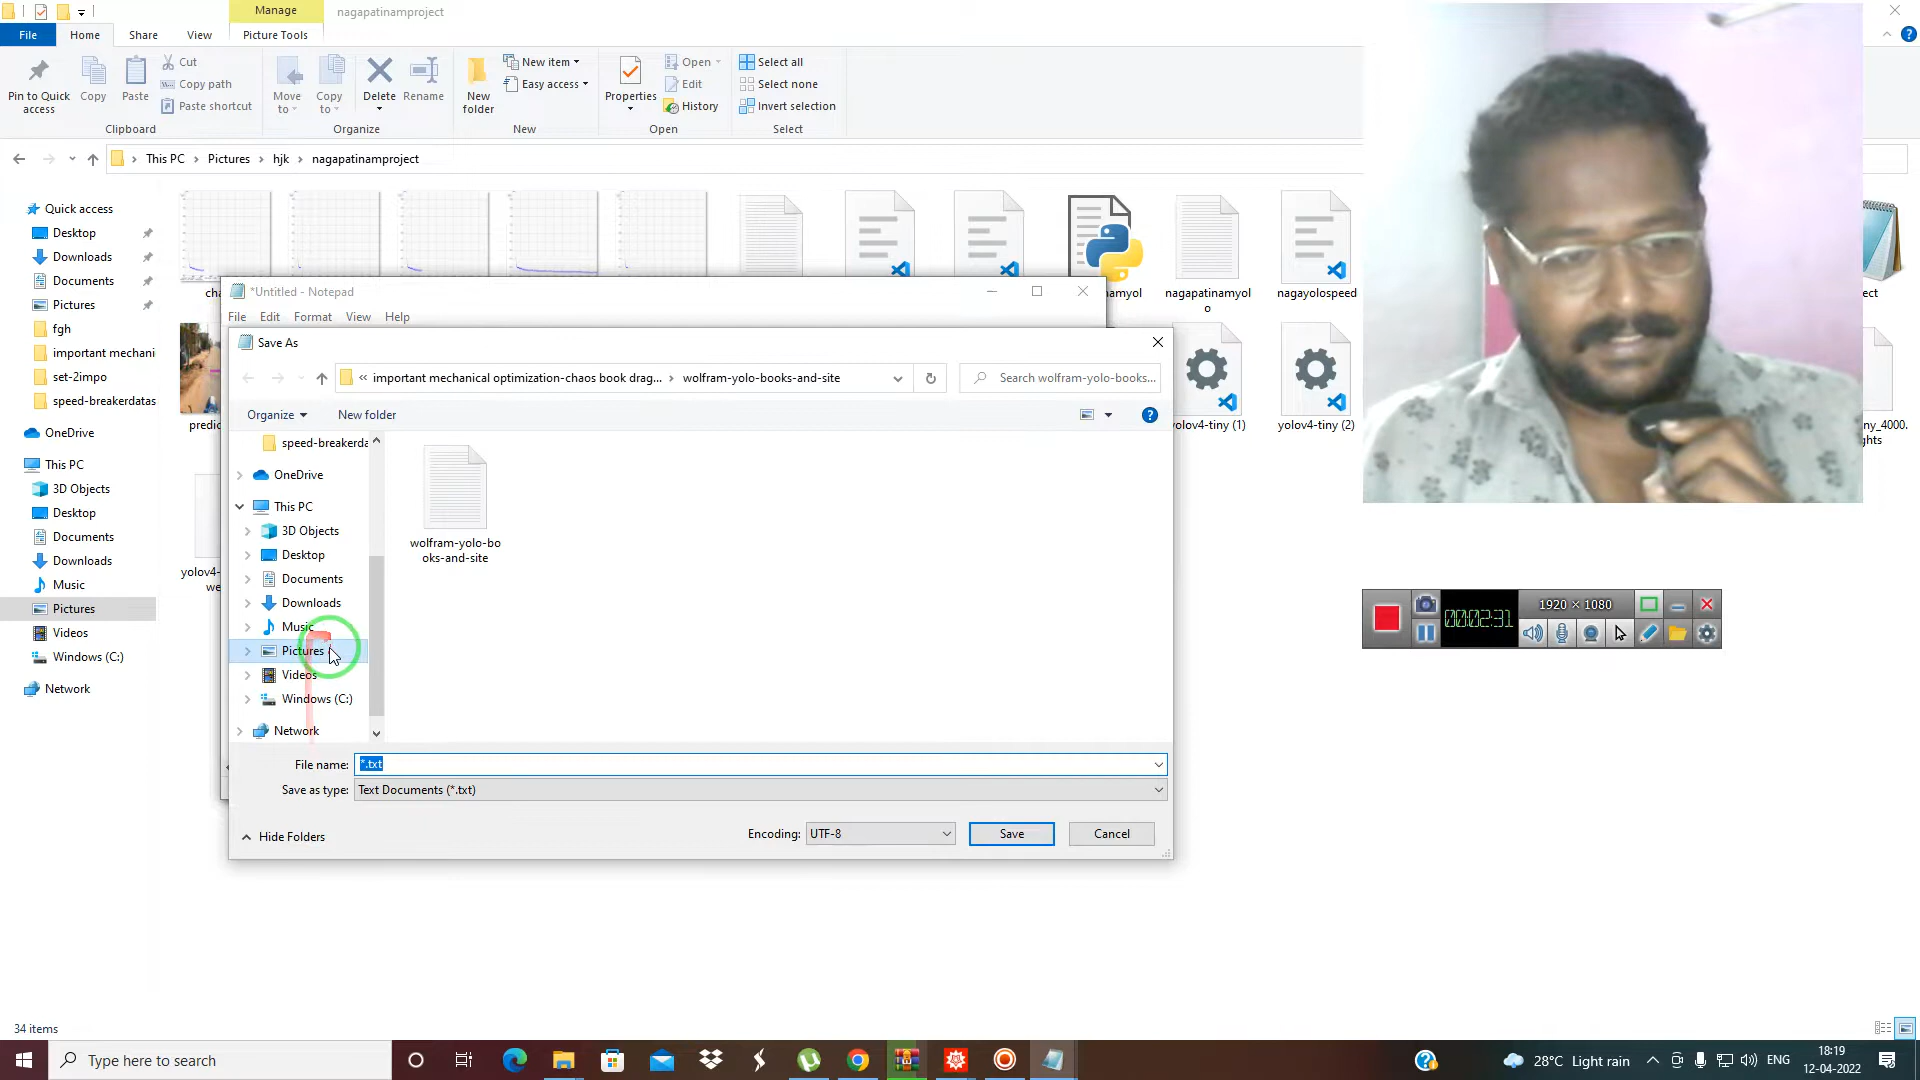 Manage
nagapatinamproject
File
Home
Share
View
Picture Tools
Pin to Quick access
Copy
Paste
Cut
Copy path
Paste shortcut
Clipboard
Move to
Copy to
Delete
Rename
Organize
New folder
New item
Easy access
New
Properties
Open
Edit
History
Open
Select all
Select none
Invert selection
Select
This PC
Pictures
hjk
nagapatinamproject
Quick access
Desktop
Downloads
Documents
Pictures
fgh
important mechani
set-2impo
speed-breakerdatas
OneDrive
This PC
3D Objects
Desktop
Documents
Downloads
Music
Pictures
Videos
Windows (C:)
Network
cha
namyol
nagapatinamyol
o
nagayolospeed
ect
predic
yolov4-tiny (1)
yolov4-tiny (2)
ny_4000.
ghts
yolov4-
we
*Untitled - Notepad
File
Edit
Format
View
Help
Save As
« important mechanical optimization-chaos book drag...
wolfram-yolo-books-and-site
Search wolfram-yolo-books...
Organize
New folder
speed-breakerda
OneDrive
This PC
3D Objects
Desktop
Documents
Downloads
Music
Pictures
Videos
Windows (C:)
Network
wolfram-yolo-bo
oks-and-site
File name: *.txt
Save as type: Text Documents (*.txt)
Hide Folders
Encoding: UTF-8
Save
Cancel
00:02:31
1920 × 1080
34 items
Type here to search
28°C Light rain
ENG
18:19
12-04-2022